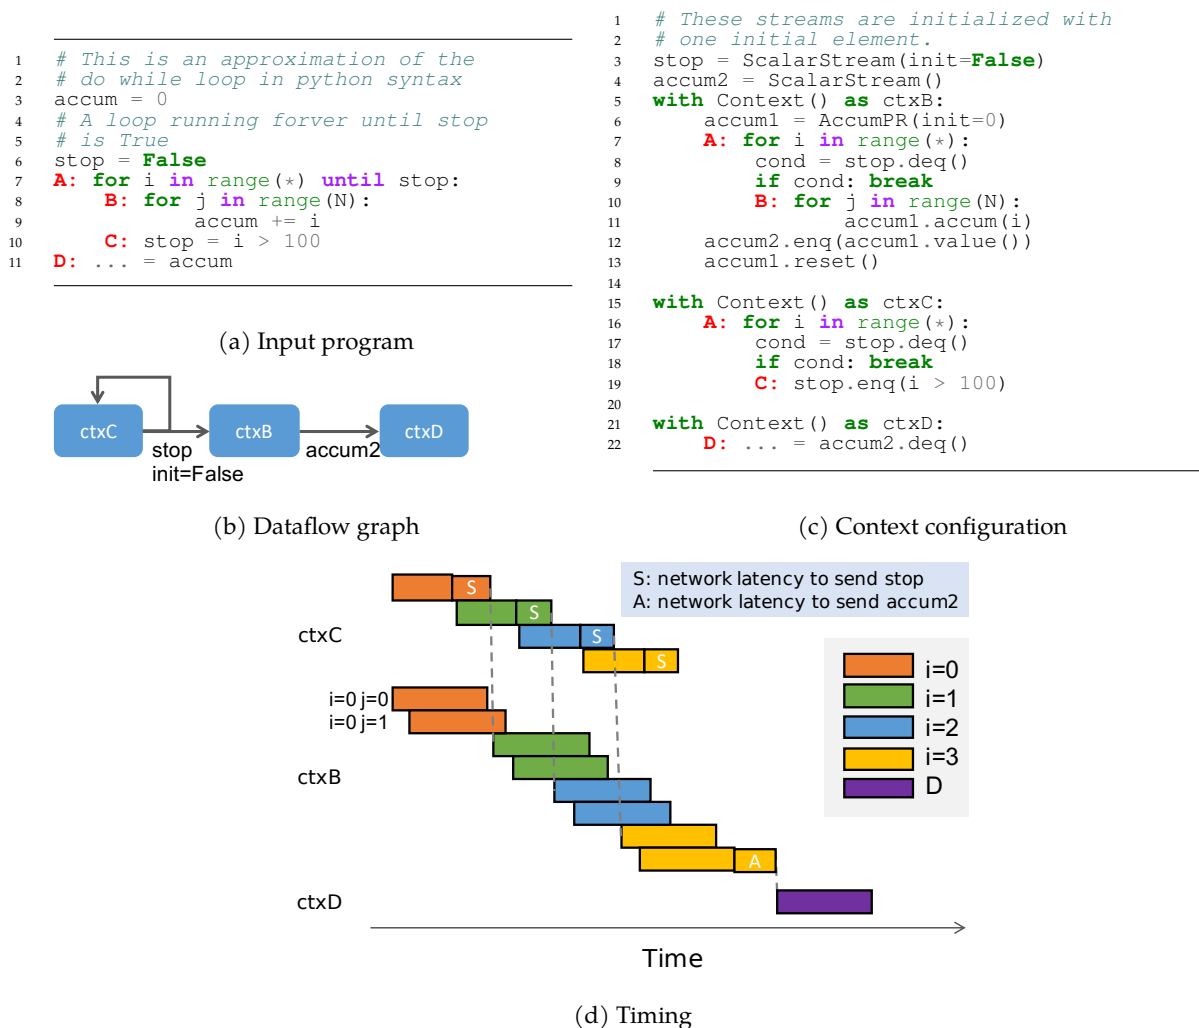 1 # This is an approximation of the
2 # do while loop in python syntax
3 accum = 0
4 # A loop running forver until stop
5 # is True
6 stop = False
7 A: for i in range(*) until stop:
8 B: for j in range(N):
9 accum += i
10 C: stop = i > 100
11 D: ... = accum
(a) Input program
ctxC
ctxB
ctxD
stop
init=False
accum2
(b) Dataflow graph
1 # These streams are initialized with
2 # one initial element.
3 stop = ScalarStream(init=False)
4 accum2 = ScalarStream()
5 with Context() as ctxB:
6 accum1 = AccumPR(init=0)
7 A: for i in range(*):
8 cond = stop.deq()
9 if cond: break
10 B: for j in range(N):
11 accum1.accum(i)
12 accum2.enq(accum1.value())
13 accum1.reset()
14
15 with Context() as ctxC:
16 A: for i in range(*):
17 cond = stop.deq()
18 if cond: break
19 C: stop.enq(i > 100)
20
21 with Context() as ctxD:
22 D: ... = accum2.deq()
(c) Context configuration
S: network latency to send stop
A: network latency to send accum2
S
S
S
S
ctxC
i=0 j=0
i=0 j=1
ctxB
A
ctxD
i=0
i=1
i=2
i=3
D
Time
(d) Timing